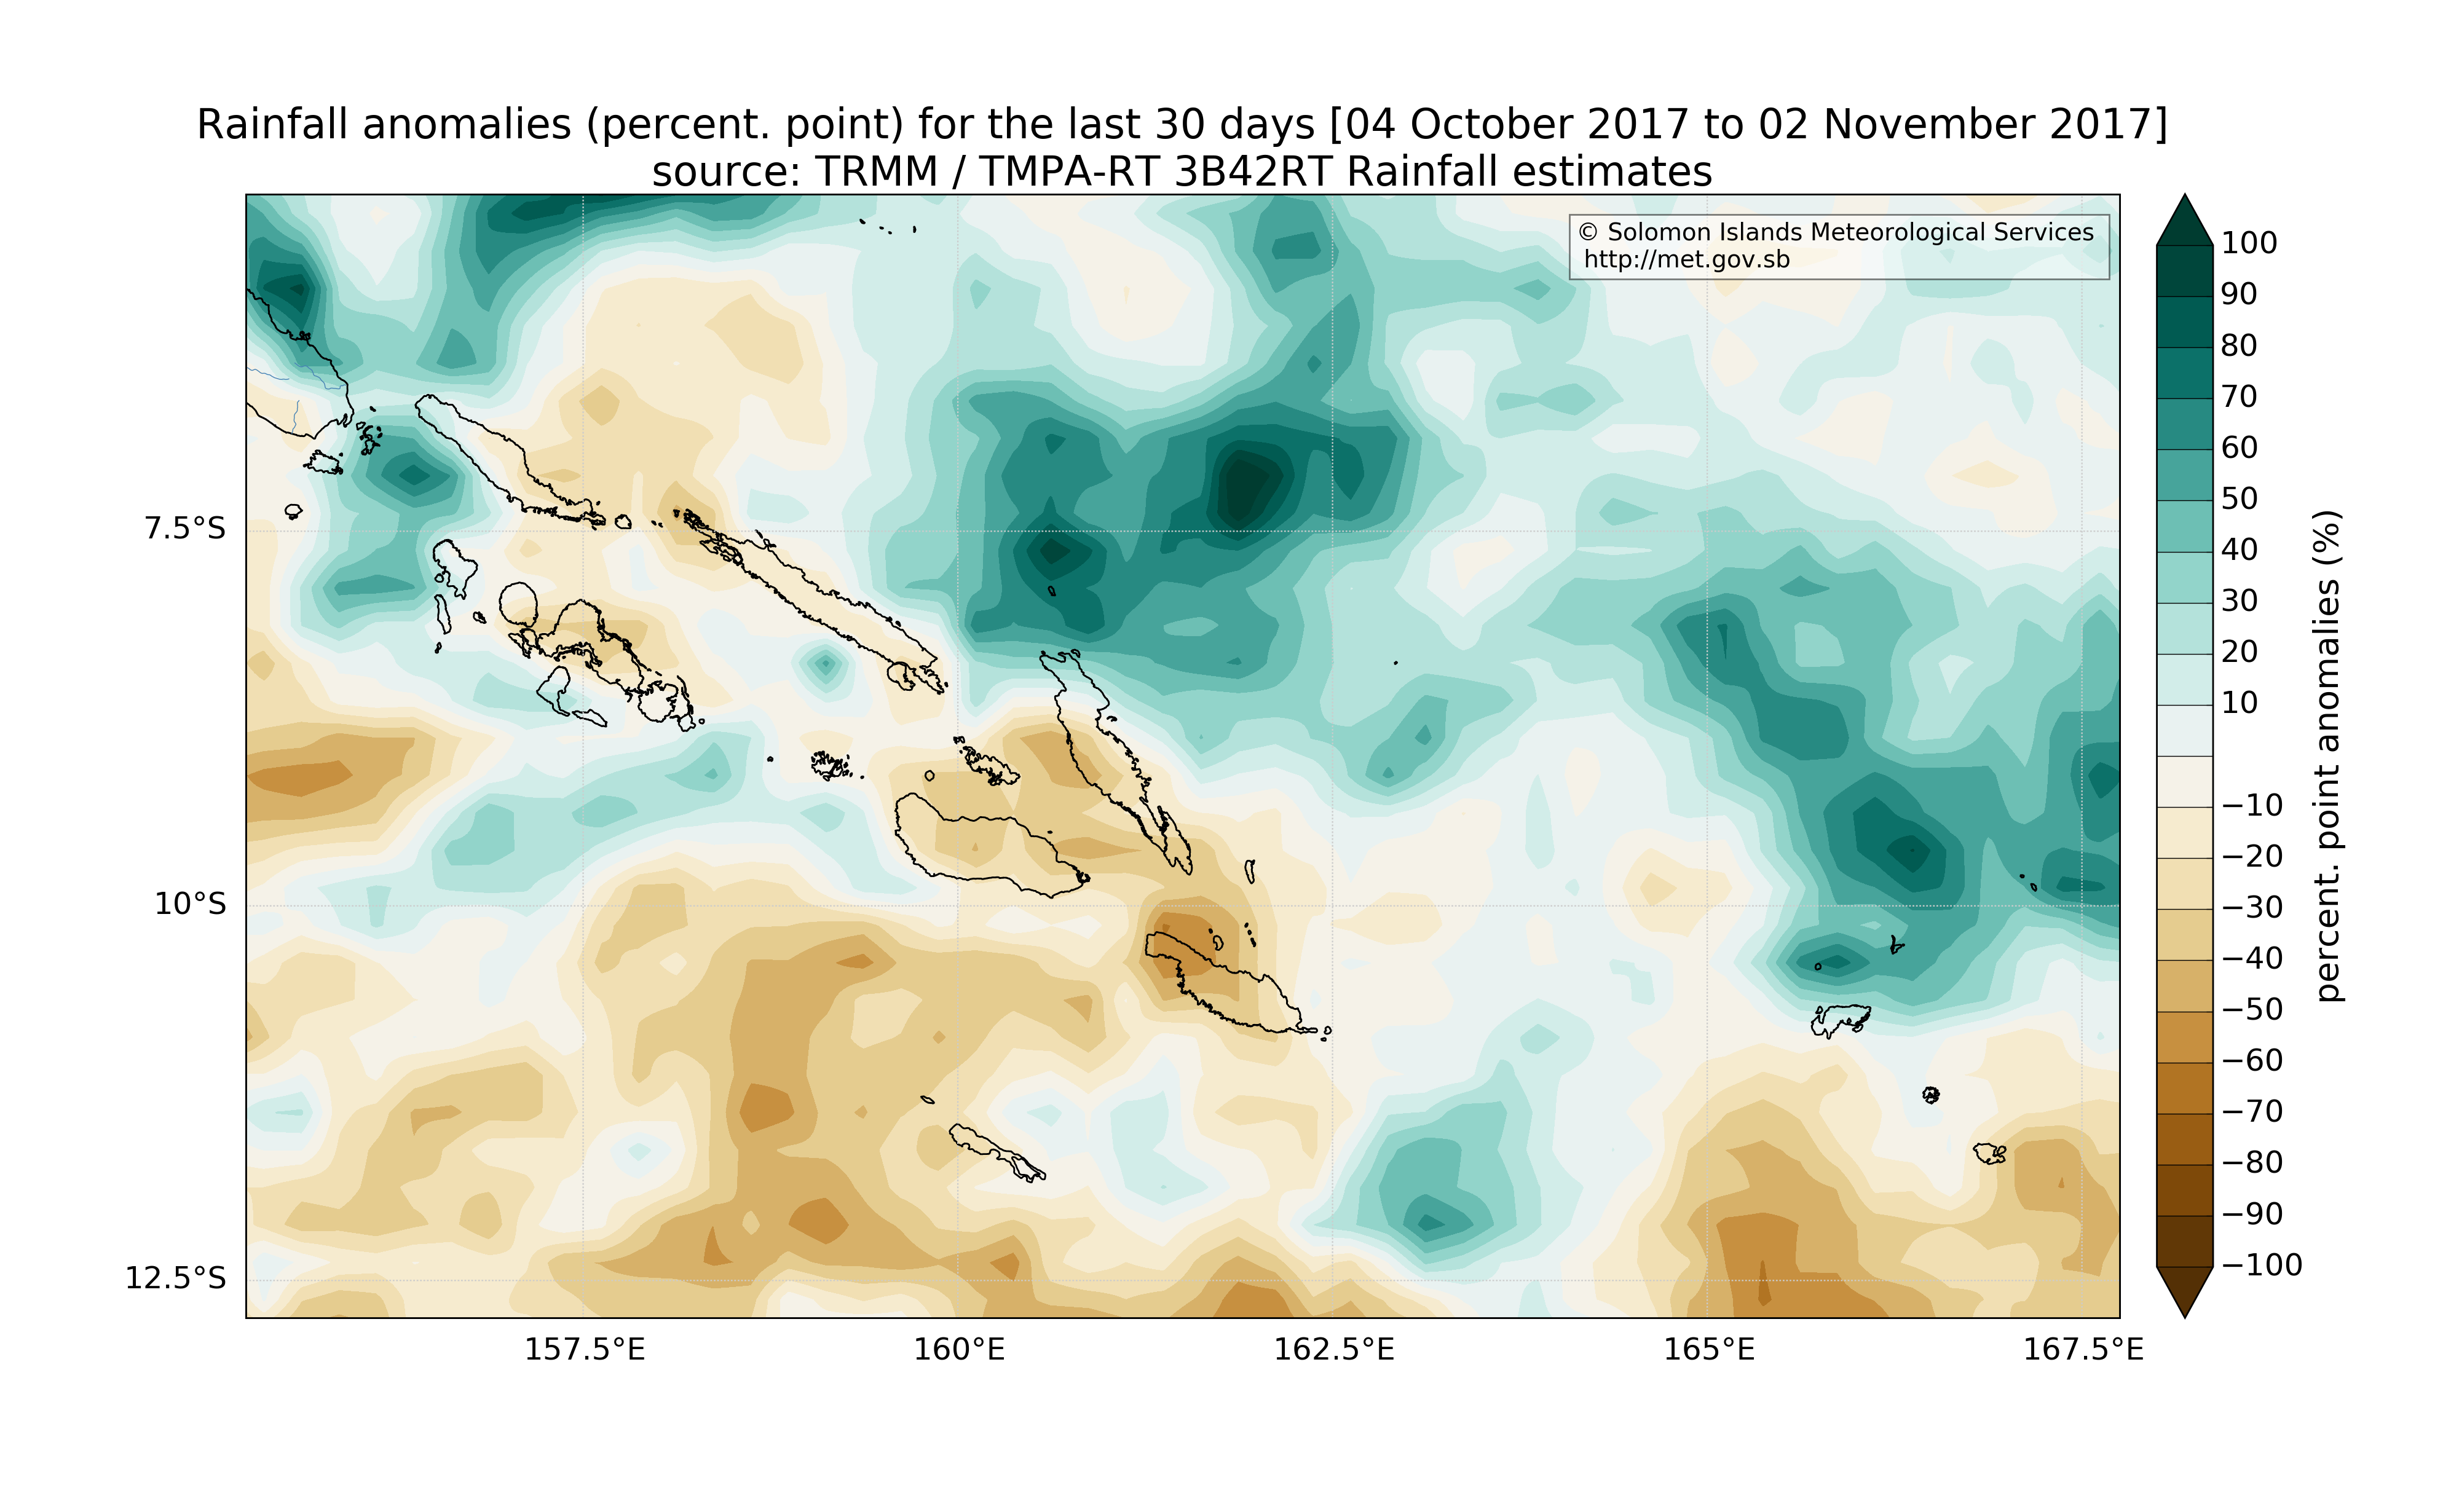 Rainfall anomalies (percent. point) for the last 30 days [04 October 2017 to 02 November 2017]
source: TRMM / TMPA-RT 3B42RT Rainfall estimates
© Solomon Islands Meteorological Services
http://met.gov.sb
7.5°S
10°S
12.5°S
157.5°E
160°E
162.5°E
165°E
167.5°E
100
90
80
70
60
50
40
30
20
10
−10
−20
−30
−40
−50
−60
−70
−80
−90
−100
percent. point anomalies (%)